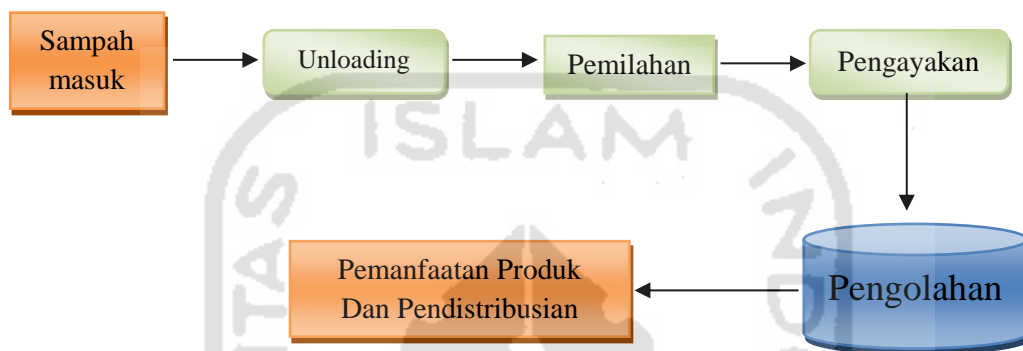 Sampah
masuk
Unloading
Pemilahan
Pengayakan
ISLAM
Pengolahan
Pemanfaatan Produk
Dan Pendistribusian